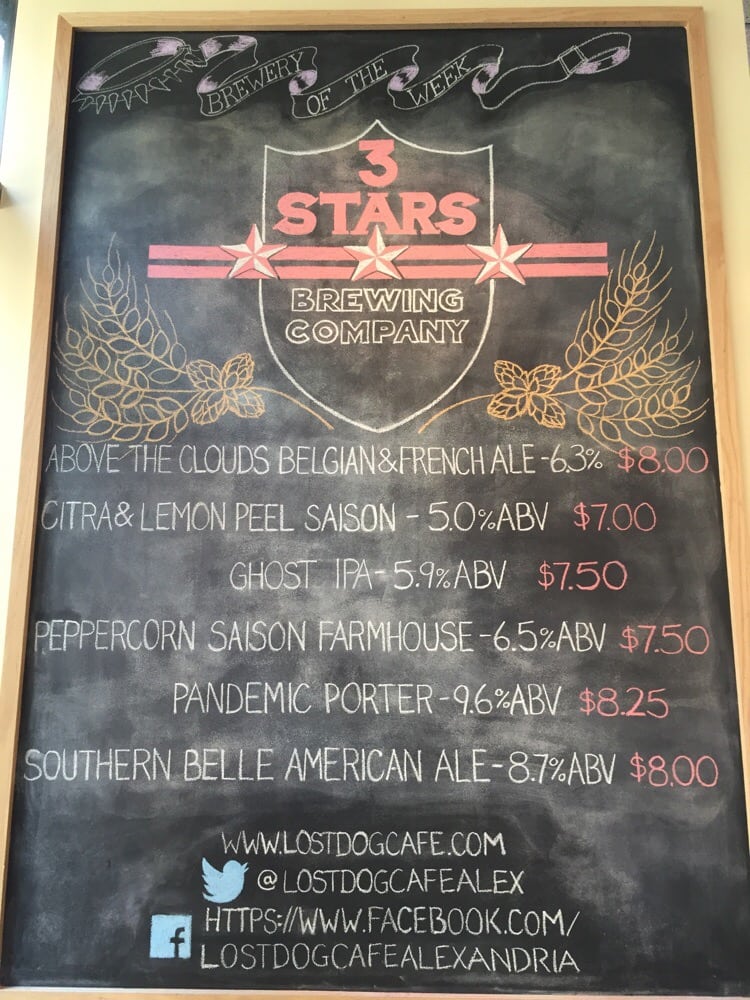 BREWERY OF THE WEEK
3
STARS
BREWING
COMPANY
ABOVE THE CLOUDS BELGIAN & FRENCH ALE - 6.3% $8.00
CITRA & LEMON PEEL SAISON - 5.0% ABV $7.00
GHOST IPA - 5.9% ABV $7.50
PEPPERCORN SAISON FARMHOUSE - 6.5% ABV $7.50
PANDEMIC PORTER - 9.6% ABV $8.25
SOUTHERN BELLE AMERICAN ALE - 8.7% ABV $8.00
WWW.LOSTDOGCAFE.COM
@LOSTDOGCAFEALEX
f HTTPS://WWW.FACEBOOK.COM/
LOSTDOGCAFEALEXANDRIA